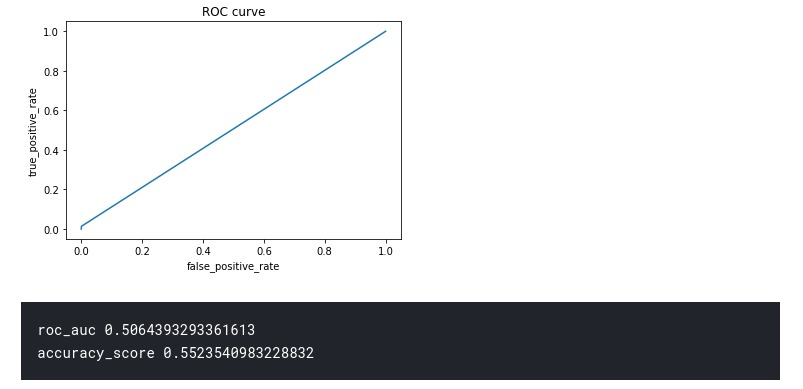 ROC curve
1.0
0.8
0.6
0.4
0.2
0.0
true_positive_rate
0.0 0.2 0.4 0.6 0.8 1.0
false_positive_rate
roc_auc 0.5064393293361613
accuracy_score 0.5523540983228832